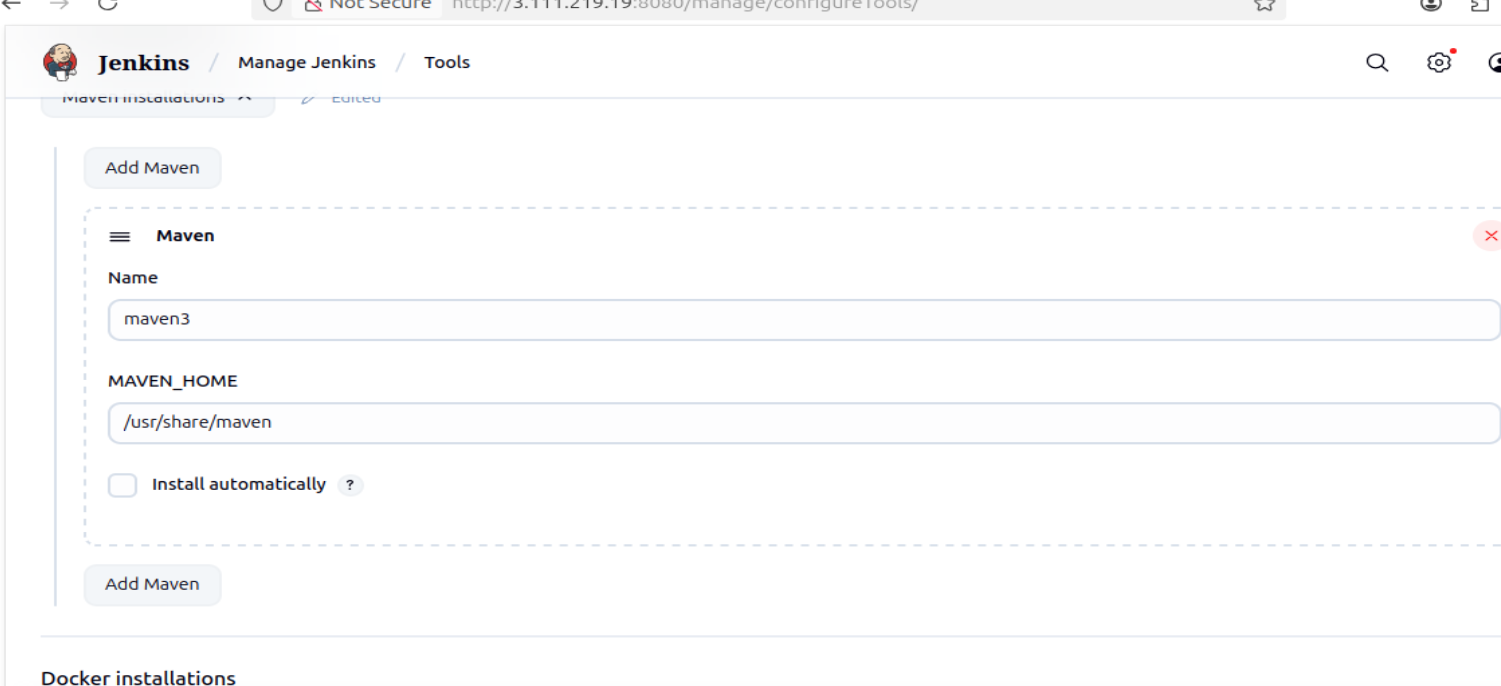 Not Secure http://3.111.219.19:8080/manage/configureTools/
Jenkins / Manage Jenkins / Tools
Maven installations Edited
Add Maven
Maven
Name
maven3
MAVEN_HOME
/usr/share/maven
Install automatically ?
Add Maven
Docker installations